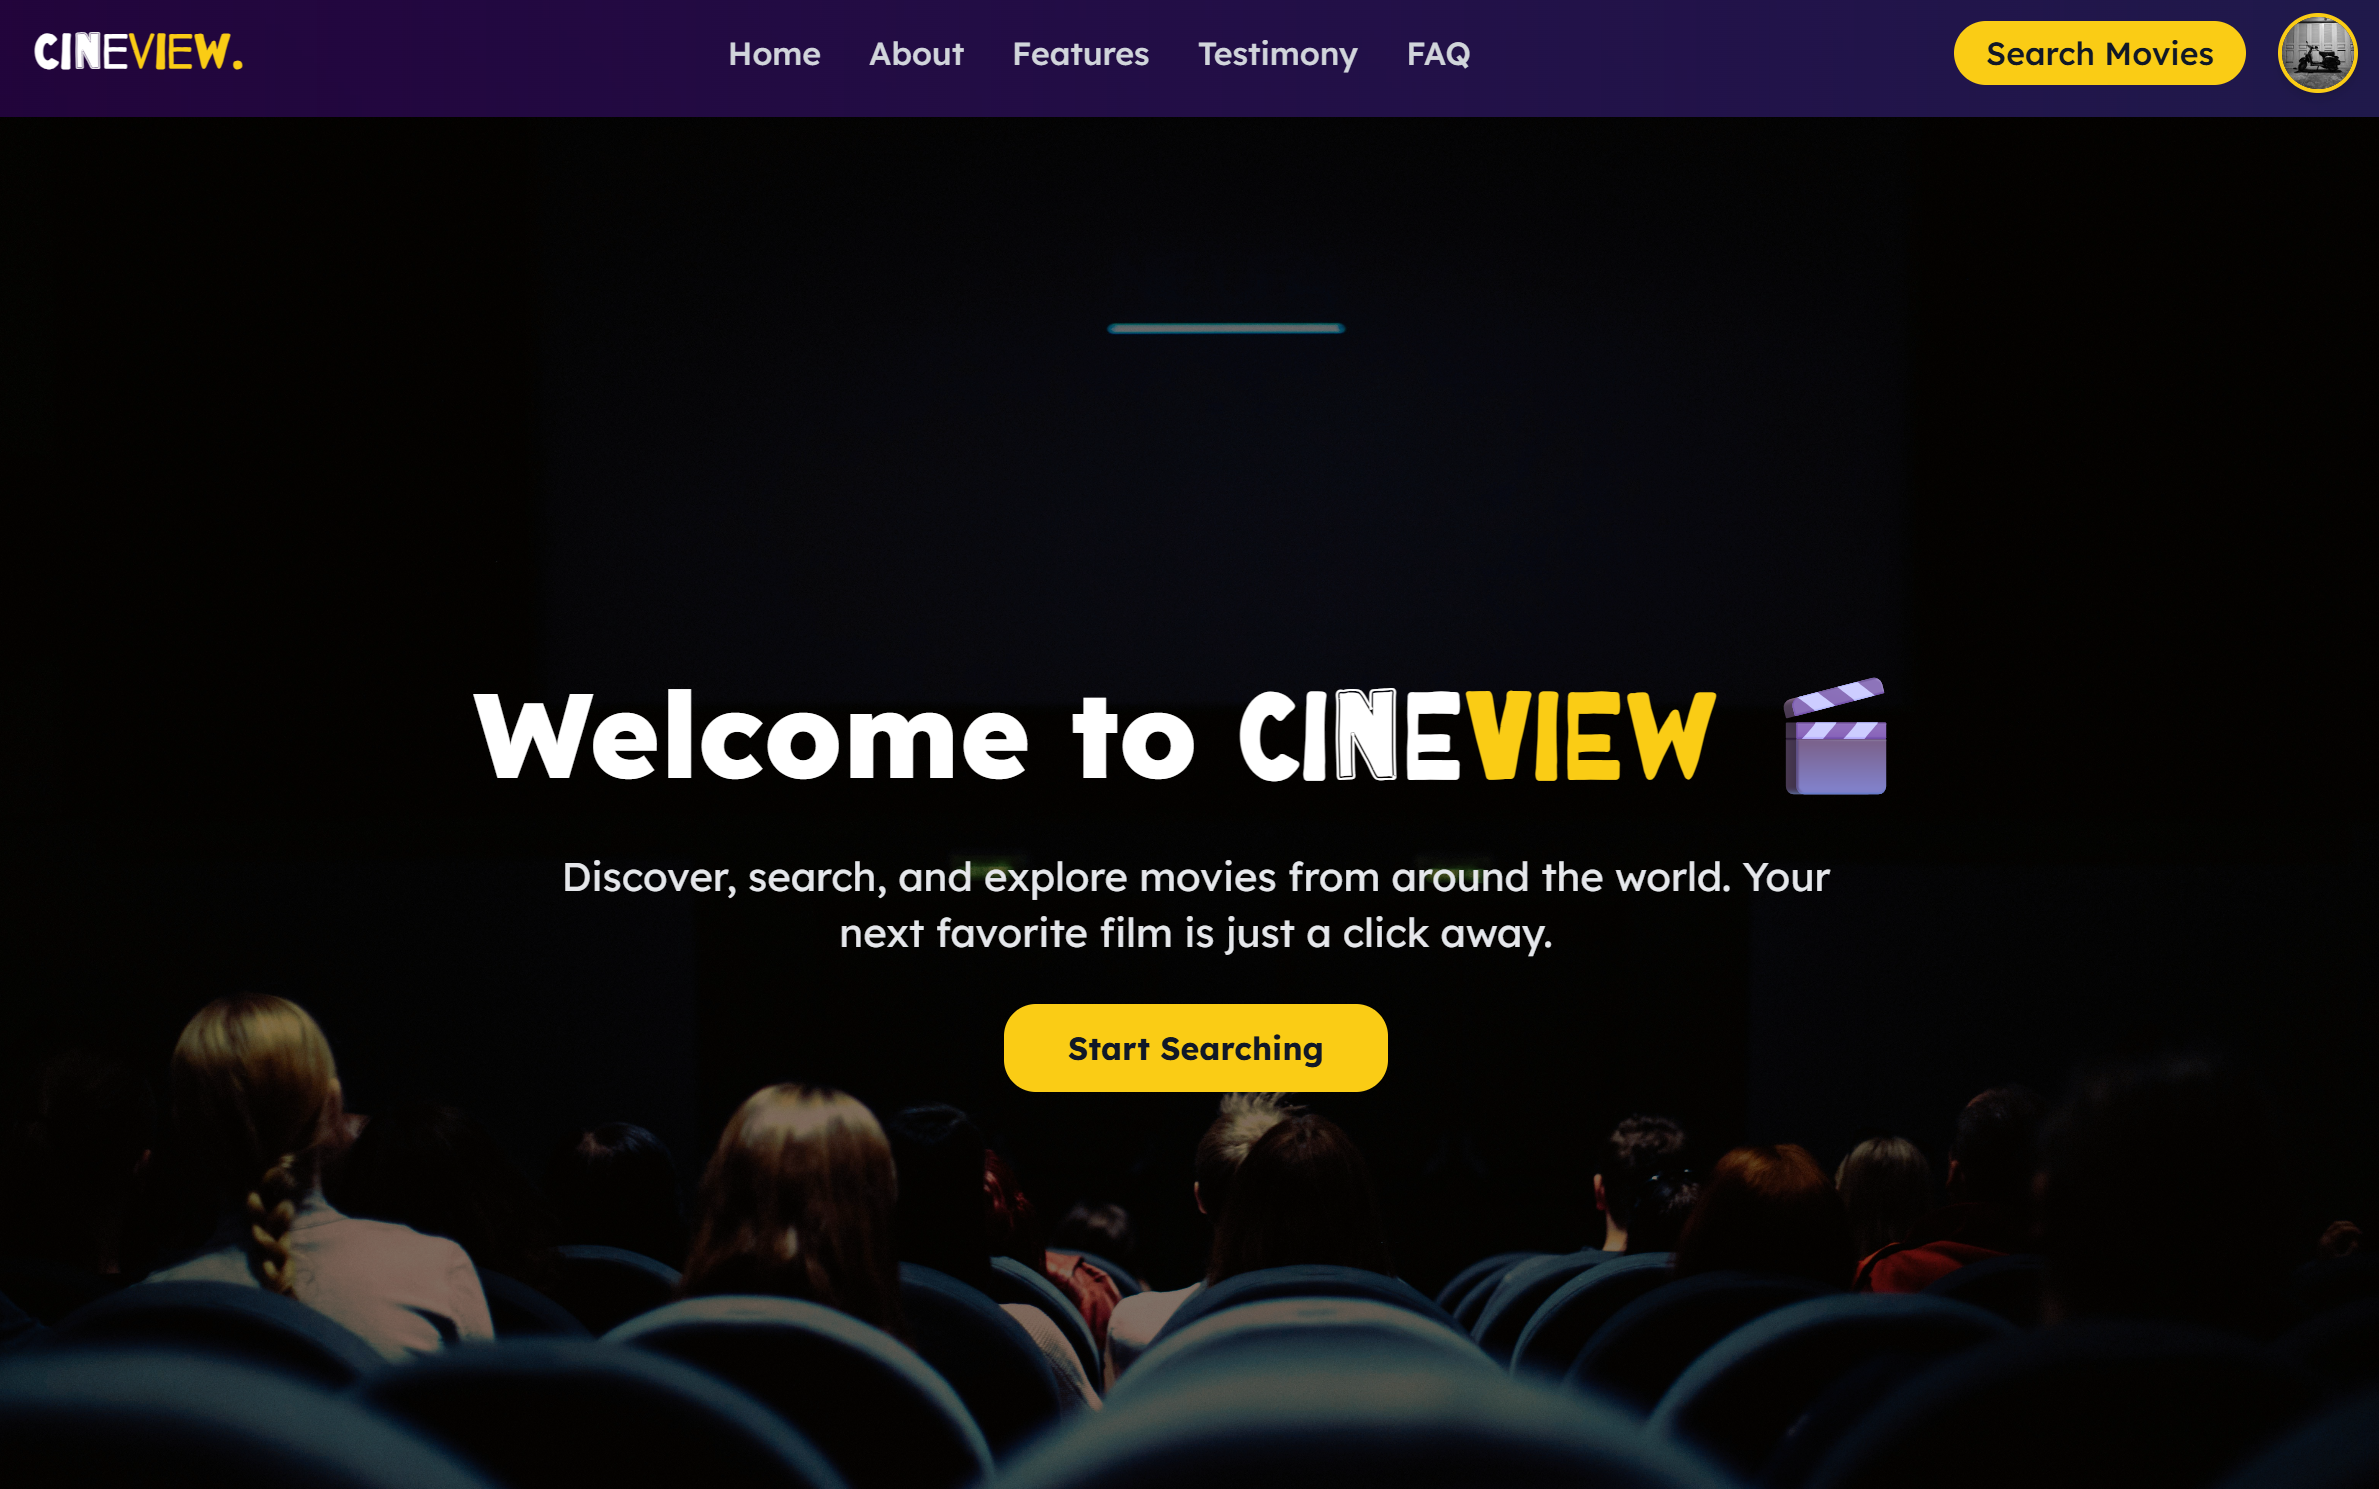 CINEVIEW.
Home About Features Testimony FAQ
Search Movies
Welcome to CINEVIEW
Discover, search, and explore movies from around the world. Your
next favorite film is just a click away.
Start Searching